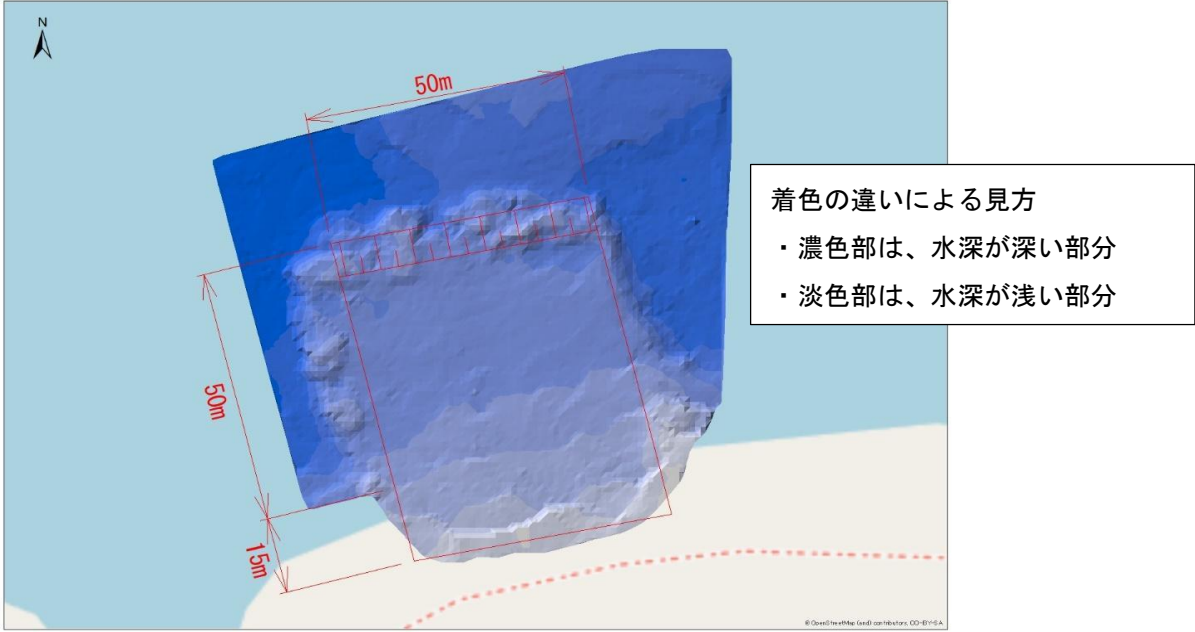 N
50m
着色の違いによる見方
・濃色部は、水深が深い部分
・淡色部は、水深が浅い部分
50m
15m
© OpenStreetMap (and) contributors, CC-BY-SA